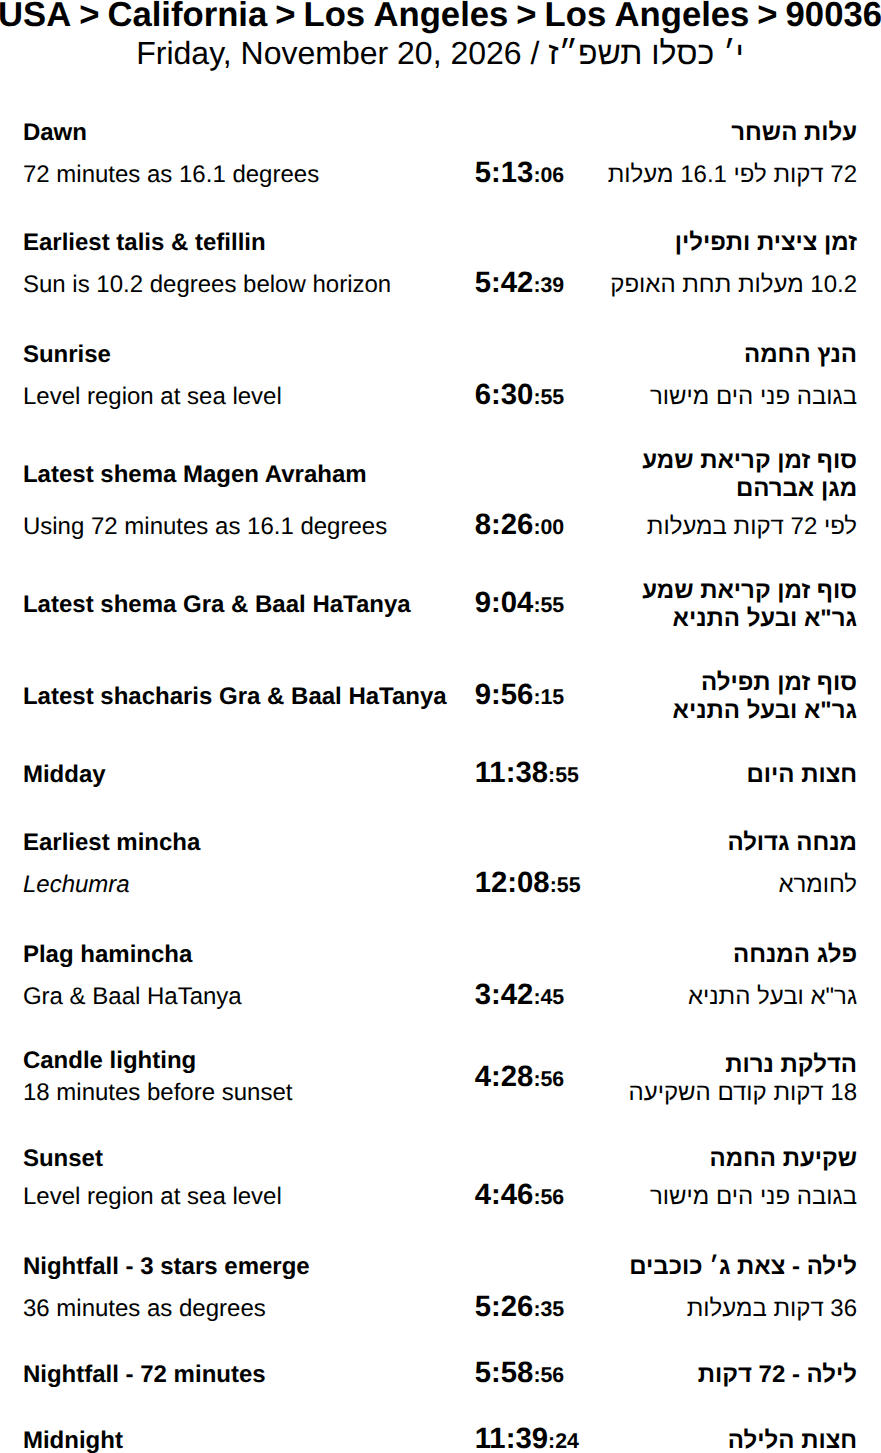 USA > California > Los Angeles > Los Angeles > 90036
Friday, November 20, 2026 / י׳ כסלו תשפ״ז
Dawn עלות השחר
72 minutes as 16.1 degrees 5:13:06 72 דקות לפי 16.1 מעלות
Earliest talis & tefillin זמן ציצית ותפילין
Sun is 10.2 degrees below horizon 5:42:39 10.2 מעלות תחת האופק
Sunrise הנץ החמה
Level region at sea level 6:30:55 בגובה פני הים מישור
Latest shema Magen Avraham סוף זמן קריאת שמע
מגן אברהם
Using 72 minutes as 16.1 degrees 8:26:00 לפי 72 דקות במעלות
Latest shema Gra & Baal HaTanya 9:04:55 סוף זמן קריאת שמע
גר"א ובעל התניא
Latest shacharis Gra & Baal HaTanya 9:56:15 סוף זמן תפילה
גר"א ובעל התניא
Midday 11:38:55 חצות היום
Earliest mincha מנחה גדולה
Lechumra 12:08:55 לחומרא
Plag hamincha פלג המנחה
Gra & Baal HaTanya 3:42:45 גר"א ובעל התניא
Candle lighting הדלקת נרות
18 minutes before sunset 4:28:56 18 דקות קודם השקיעה
Sunset שקיעת החמה
Level region at sea level 4:46:56 בגובה פני הים מישור
Nightfall - 3 stars emerge לילה - צאת ג׳ כוכבים
36 minutes as degrees 5:26:35 36 דקות במעלות
Nightfall - 72 minutes 5:58:56 לילה - 72 דקות
Midnight 11:39:24 חצות הלילה